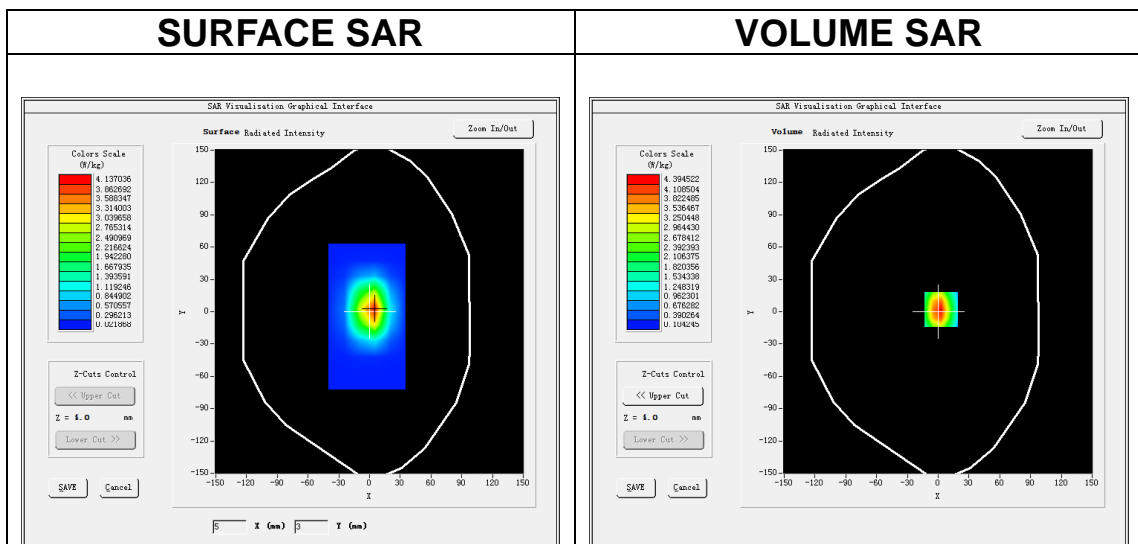 SURFACE SAR
VOLUME SAR
SAR Visualisation Graphical Interface
Surface Radiated Intensity
Zoom In/Out
Colors Scale
(W/kg)
4.137036
3.862692
3.588347
3.314003
3.039658
2.765314
2.490969
2.216624
1.942280
1.667935
1.393591
1.119246
0.844902
0.570557
0.296213
0.021868
Z-Cuts Control
<< Upper Cut
Z = 4.0 mm
Lower Cut >>
SAVE
Cancel
150
120
90
60
30
0
-30
-60
-90
-120
-150
Y
-150 -120 -90 -60 -30 0 30 60 90 120 150
X
5 X (mm) 3 Y (mm)
SAR Visualisation Graphical Interface
Volume Radiated Intensity
Zoom In/Out
Colors Scale
(W/kg)
4.394522
4.108504
3.822485
3.536467
3.250448
2.964430
2.678412
2.392393
2.106375
1.820356
1.534338
1.248319
0.962301
0.676282
0.390264
0.104245
Z-Cuts Control
<< Upper Cut
Z = 4.0 mm
Lower Cut >>
SAVE
Cancel
150
120
90
60
30
0
-30
-60
-90
-120
-150
Y
-150 -120 -90 -60 -30 0 30 60 90 120 150
X